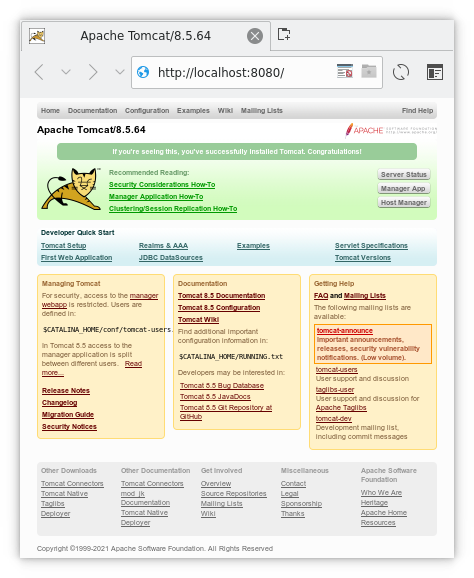 Apache Tomcat/8.5.64
http://localhost:8080/
Home Documentation Configuration Examples Wiki Mailing Lists Find Help
Apache Tomcat/8.5.64
APACHE
SOFTWARE FOUNDATION
If you're seeing this, you've successfully installed Tomcat. Congratulations!
Recommended Reading:
Security Considerations How-To
Manager Application How-To
Clustering/Session Replication How-To
Server Status
Manager App
Host Manager
Developer Quick Start
Tomcat Setup Realms & AAA Examples Servlet Specifications
First Web Application JDBC DataSources Tomcat Versions
Managing Tomcat
For security, access to the manager
webapp is restricted. Users are
defined in:
$CATALINA_HOME/conf/tomcat-users.
In Tomcat 8.5 access to the
manager application is split
between different users. Read
more...
Release Notes
Changelog
Migration Guide
Security Notices
Documentation
Tomcat 8.5 Documentation
Tomcat 8.5 Configuration
Tomcat Wiki
Find additional important
configuration information in:
$CATALINA_HOME/RUNNING.txt
Developers may be interested in:
Tomcat 8.5 Bug Database
Tomcat 8.5 JavaDocs
Tomcat 8.5 Git Repository at
GitHub
Getting Help
FAQ and Mailing Lists
The following mailing lists are
available:
tomcat-announce
Important announcements,
releases, security vulnerability
notifications. (Low volume).
tomcat-users
User support and discussion
taglibs-user
User support and discussion for
Apache Taglibs
tomcat-dev
Development mailing list,
including commit messages
Other Downloads
Tomcat Connectors
Tomcat Native
Taglibs
Deployer
Other Documentation
Tomcat Connectors
mod_jk
Documentation
Tomcat Native
Deployer
Get Involved
Overview
Source Repositories
Mailing Lists
Wiki
Miscellaneous
Contact
Legal
Sponsorship
Thanks
Apache Software
Foundation
Who We Are
Heritage
Apache Home
Resources
Copyright ©1999-2021 Apache Software Foundation. All Rights Reserved